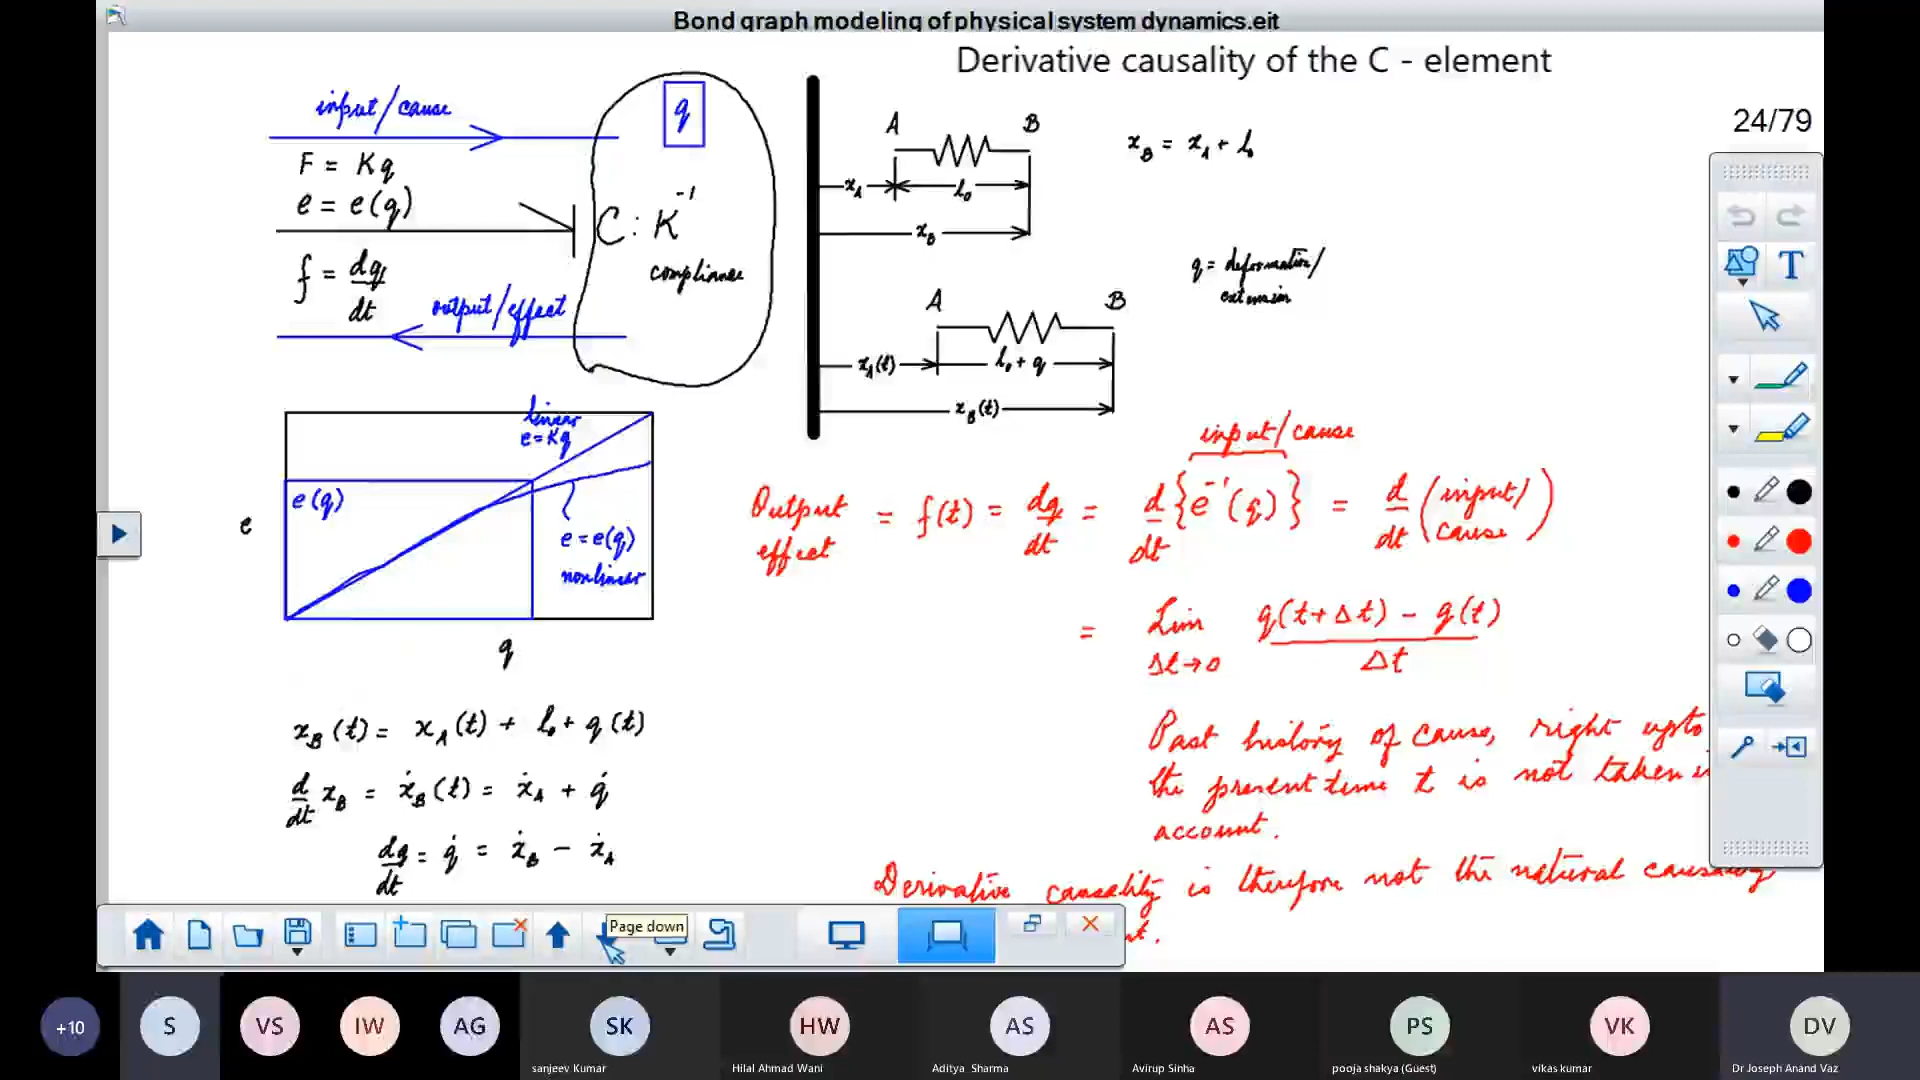 Bond graph modeling of physical system dynamics.eit
Derivative causality of the C - element
24/79
input/cause
q
F = Kq
e = e(q)
C : K⁻¹
compliance
f = dq/dt
output/effect
A B
x_B = x_A + l₀
x_A l₀
x_B
q = deformation/
extension
A B
x_A(t) l₀ + q
x_B(t)
linear
e = Kq
e(q)
e
e = e(q)
nonlinear
q
input/cause
Output
effect = f(t) = dq/dt = d/dt {e⁻¹(q)} = d/dt (input/
cause)
= Lim Δt→0 q(t+Δt) - q(t) / Δt
x_B(t) = x_A(t) + l₀ + q(t)
d/dt x_B = ẋ_B(t) = ẋ_A + q̇
dq/dt = q̇ = ẋ_B - ẋ_A
Past history of cause, right upto
the present time t is not taken
account.
Derivative causality is therefore not the natural causality
T
Page down
+10
S
VS
IW
AG
SK
HW
AS
AS
PS
VK
DV
sanjeev Kumar
Hilal Ahmad Wani
Aditya Sharma
Avirup Sinha
pooja shakya (Guest)
vikas kumar
Dr Joseph Anand Vaz